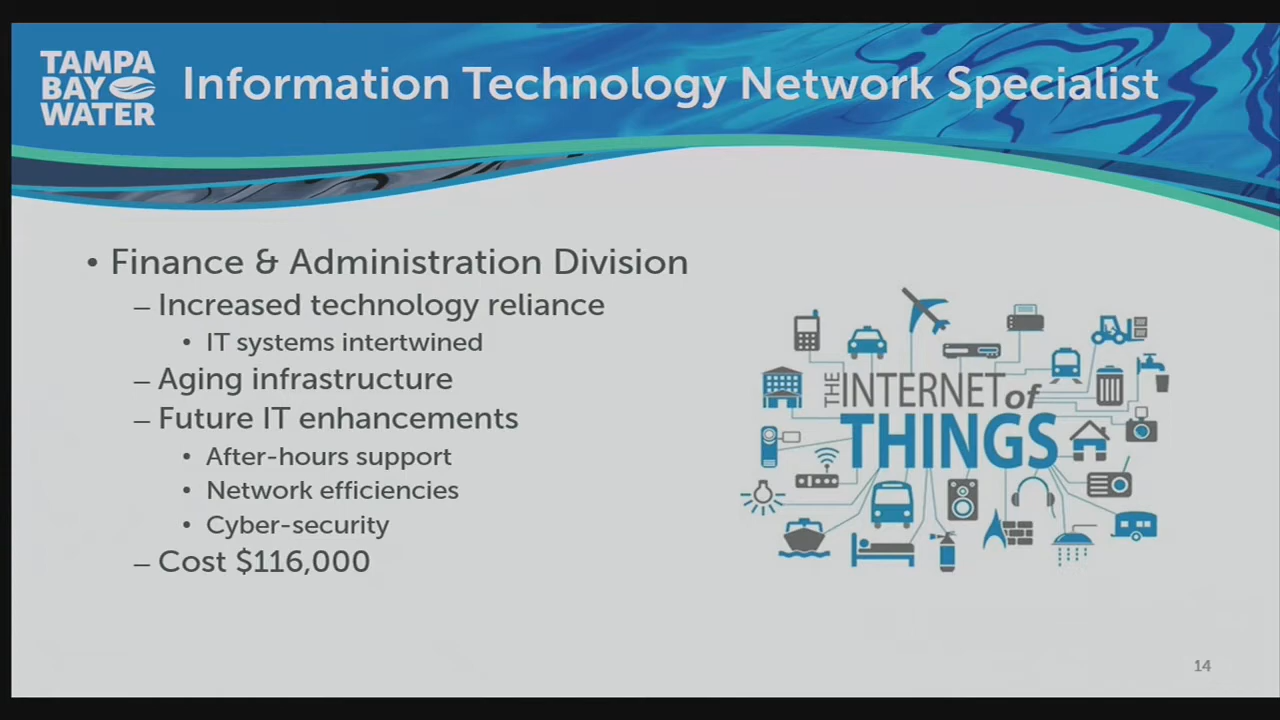 TAMPA
BAY
WATER
Information Technology Network Specialist
• Finance & Administration Division
– Increased technology reliance
• IT systems intertwined
– Aging infrastructure
– Future IT enhancements
• After-hours support
• Network efficiencies
• Cyber-security
– Cost $116,000
THE INTERNET of
THINGS
14